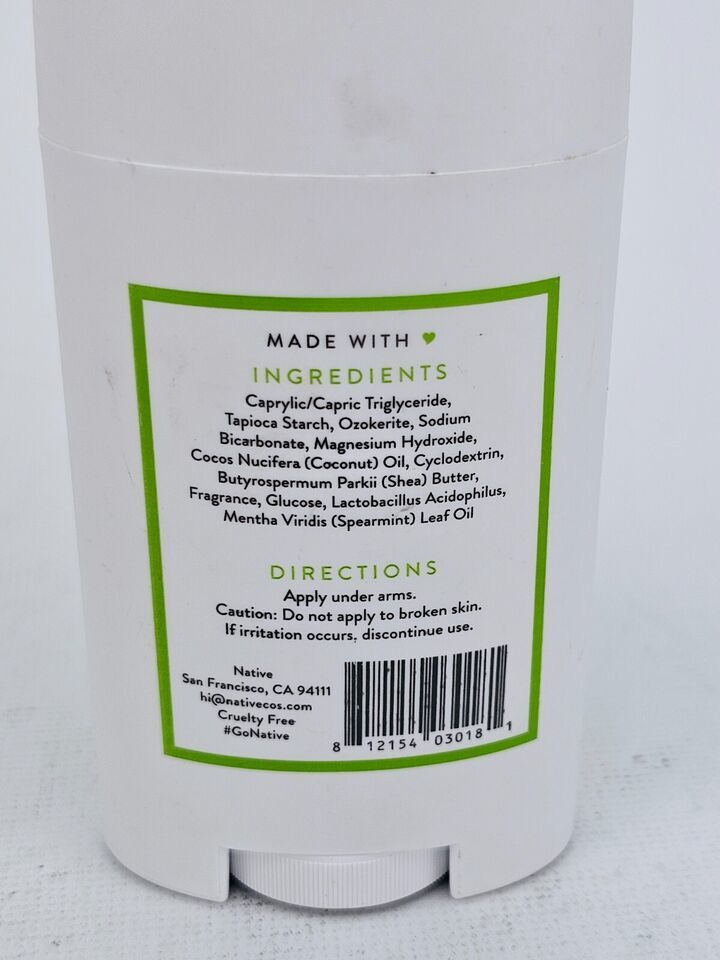 MADE WITH ♥
INGREDIENTS
Caprylic/Capric Triglyceride,
Tapioca Starch, Ozokerite, Sodium
Bicarbonate, Magnesium Hydroxide,
Cocos Nucifera (Coconut) Oil, Cyclodextrin,
Butyrospermum Parkii (Shea) Butter,
Fragrance, Glucose, Lactobacillus Acidophilus,
Mentha Viridis (Spearmint) Leaf Oil
DIRECTIONS
Apply under arms.
Caution: Do not apply to broken skin.
If irritation occurs, discontinue use.
Native
San Francisco, CA 94111
hi@nativecos.com
Cruelty Free
#GoNative
8 12154 03018 1